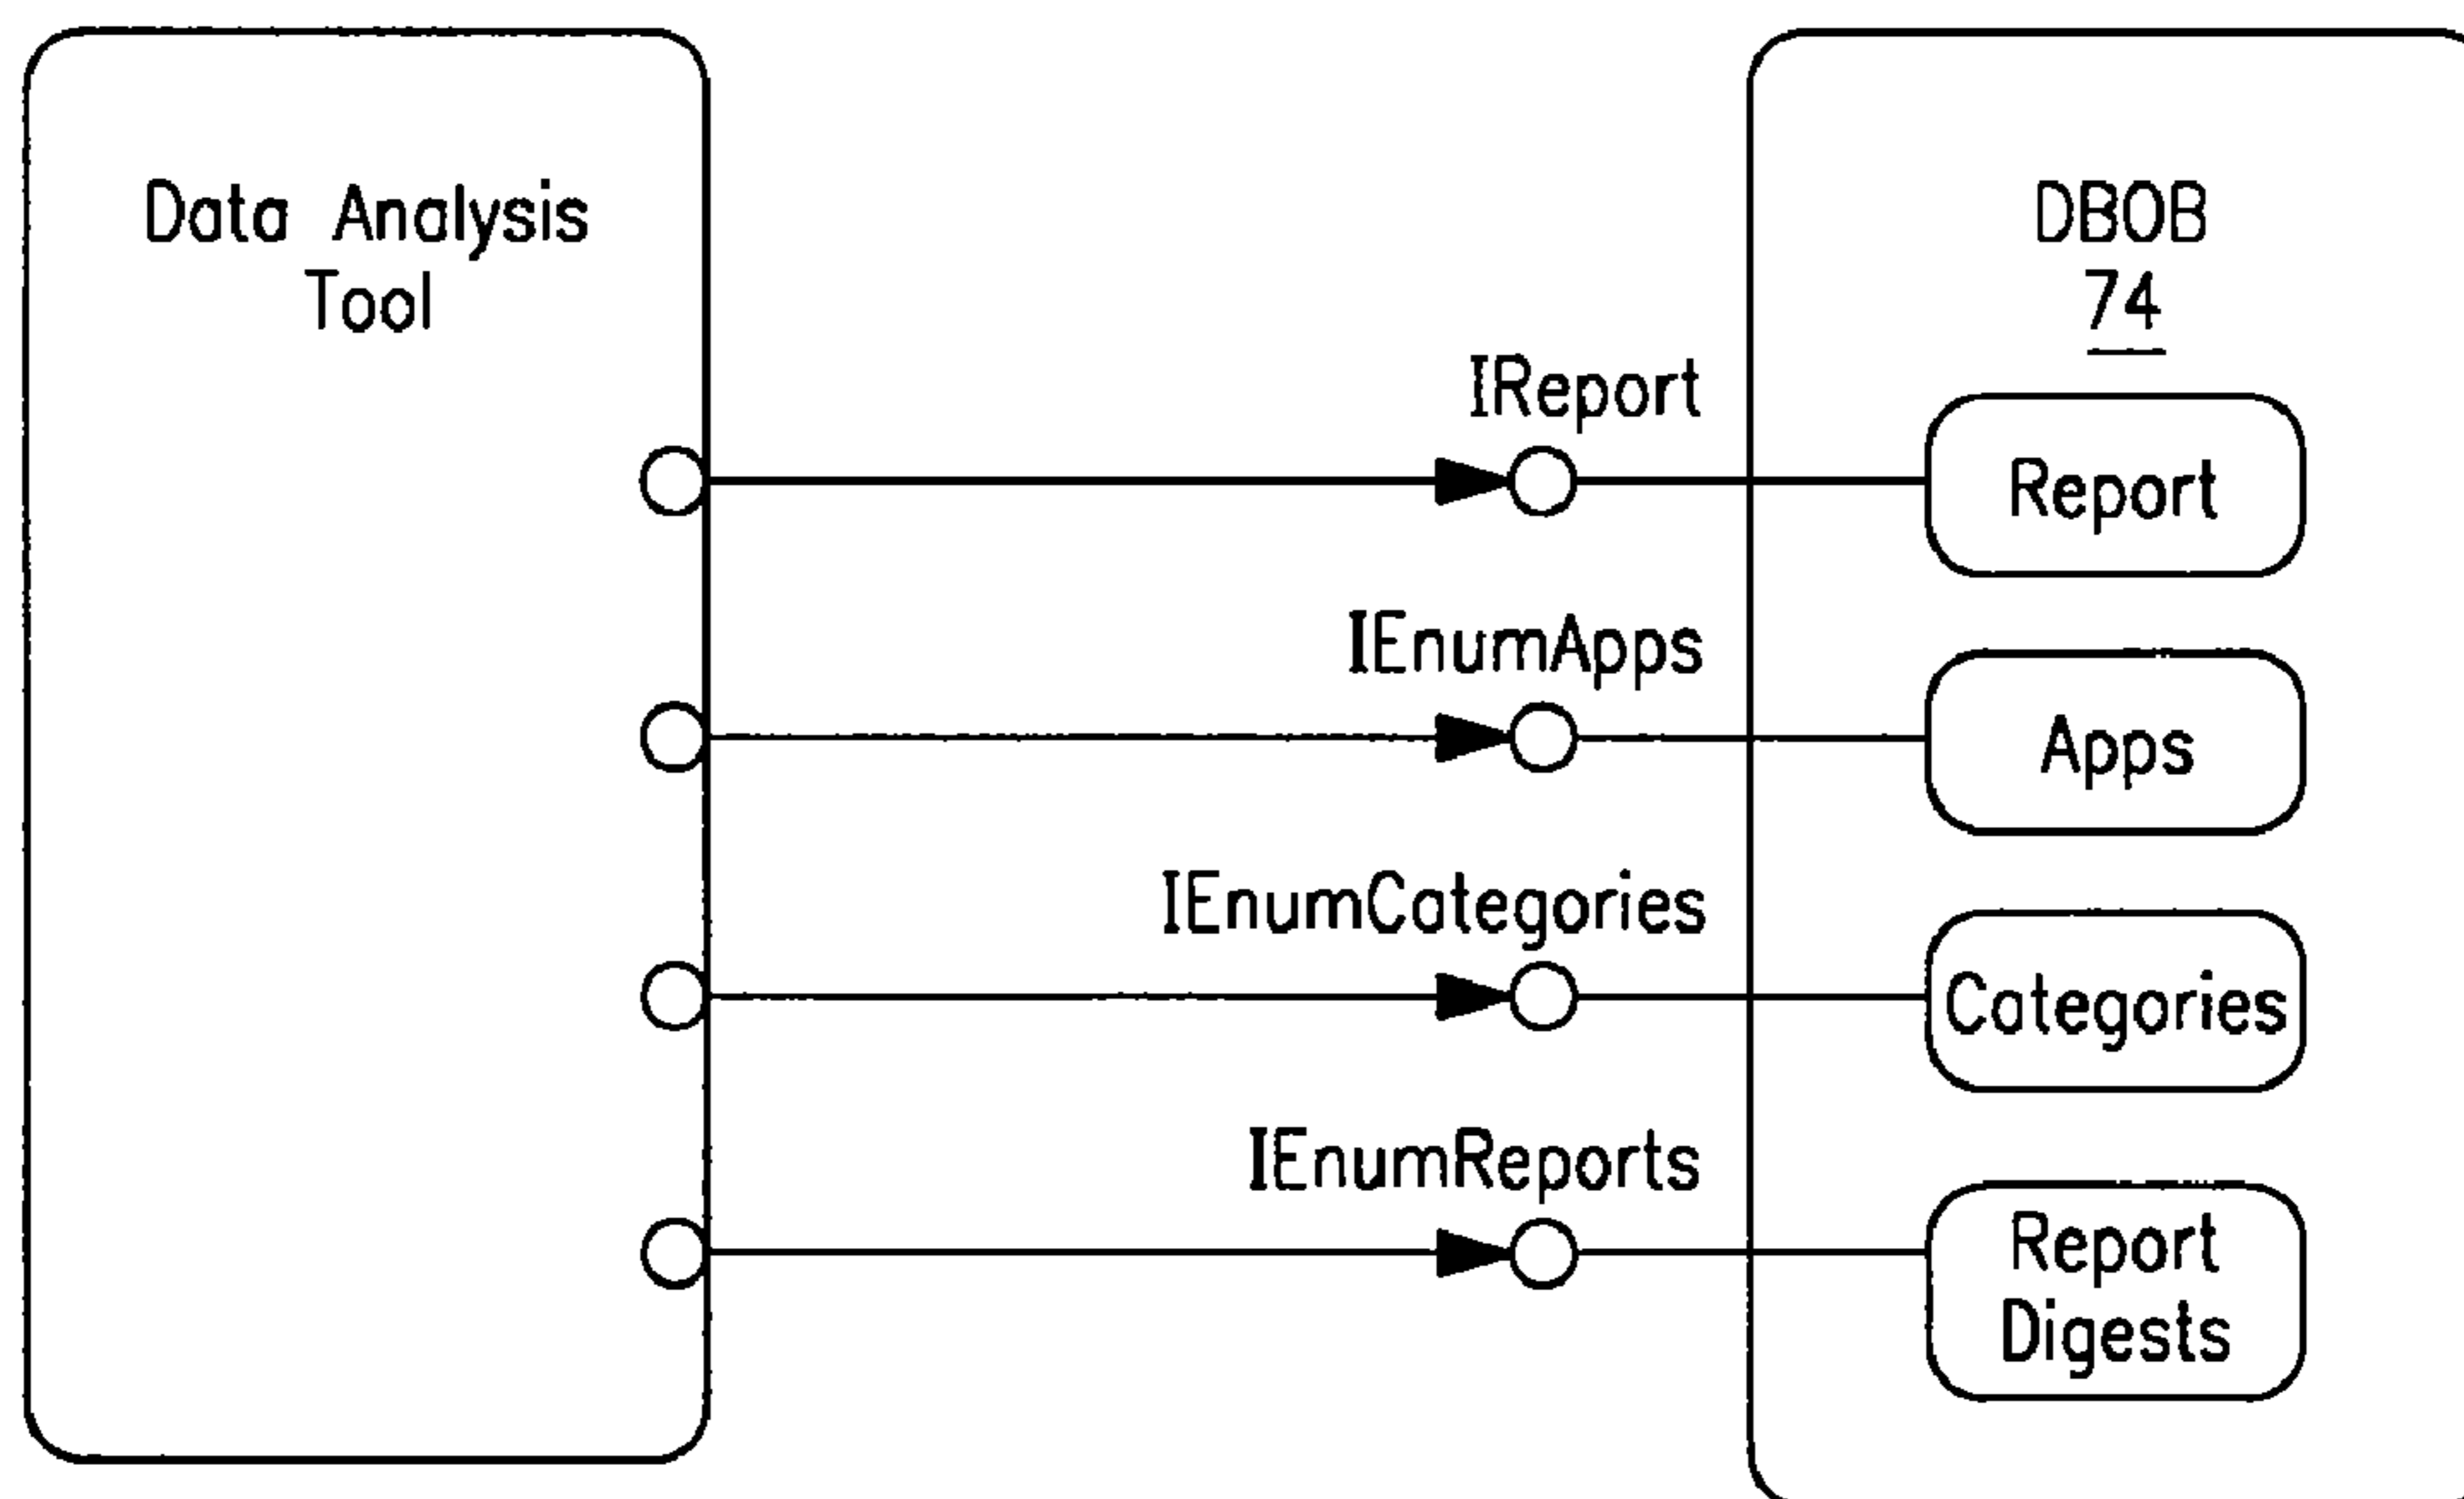 Data Analysis
Tool
DBOB
74
IReport
Report
IEnumApps
Apps
IEnumCategories
Categories
IEnumReports
Report
Digests